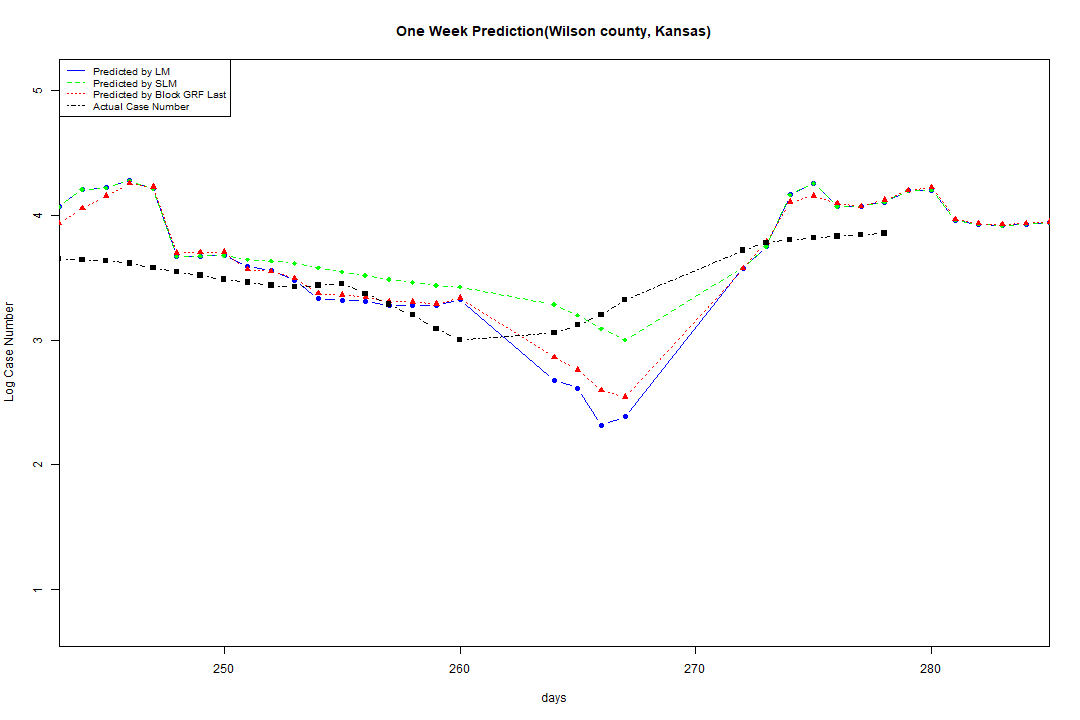 One Week Prediction(Wilson county, Kansas)
Predicted by LM
Predicted by SLM
Predicted by Block GRF Last
Actual Case Number
5
4
3
2
1
Log Case Number
250
260
270
280
days